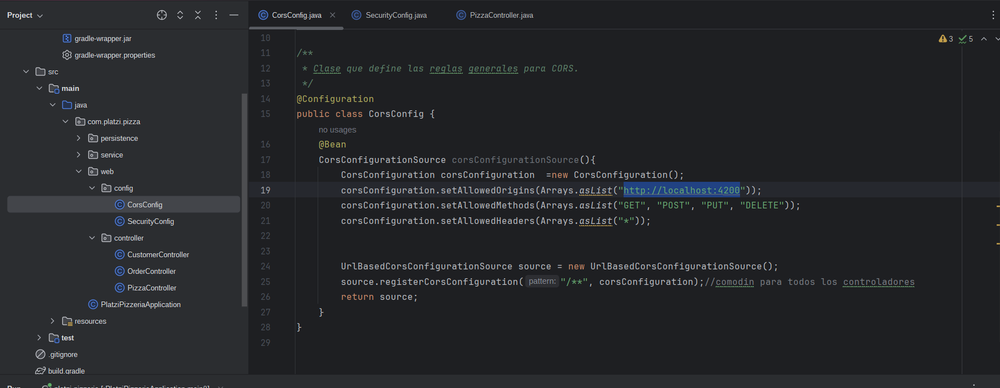 Project
CorsConfig.java
SecurityConfig.java
PizzaController.java
gradle-wrapper.jar
gradle-wrapper.properties
src
main
java
com.platzi.pizza
persistence
service
web
config
CorsConfig
SecurityConfig
controller
CustomerController
OrderController
PizzaController
PlatziPizzeriaApplication
resources
test
.gitignore
build.gradle
3 5
10
11 /**
12 * Clase que define las reglas generales para CORS.
13 */
14 @Configuration
15 public class CorsConfig {
no usages
16 @Bean
17 CorsConfigurationSource corsConfigurationSource(){
18 CorsConfiguration corsConfiguration =new CorsConfiguration();
19 corsConfiguration.setAllowedOrigins(Arrays.asList("http://localhost:4200"));
20 corsConfiguration.setAllowedMethods(Arrays.asList("GET", "POST", "PUT", "DELETE"));
21 corsConfiguration.setAllowedHeaders(Arrays.asList("*"));
22
23
24 UrlBasedCorsConfigurationSource source = new UrlBasedCorsConfigurationSource();
25 source.registerCorsConfiguration( pattern: "/**", corsConfiguration);//comodin para todos los controladores
26 return source;
27 }
28 }
29
Run platzi-pizzeria [:PlatziPizzeriaApplication.main()]